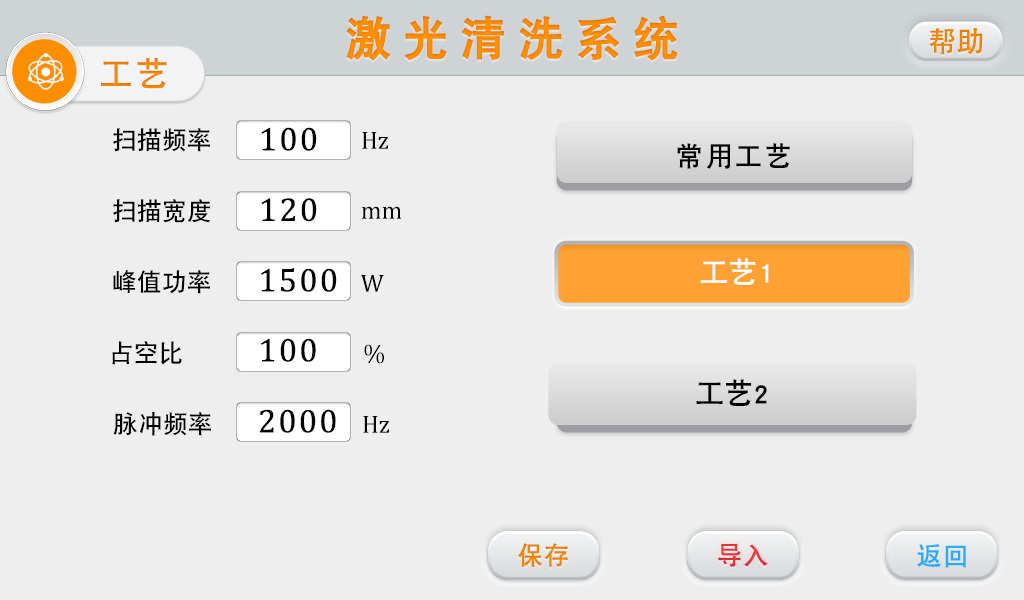 激光清洗系统
帮助
工艺
扫描频率 100 Hz
扫描宽度 120 mm
峰值功率 1500 W
占空比 100 %
脉冲频率 2000 Hz
常用工艺
工艺1
工艺2
保存
导入
返回